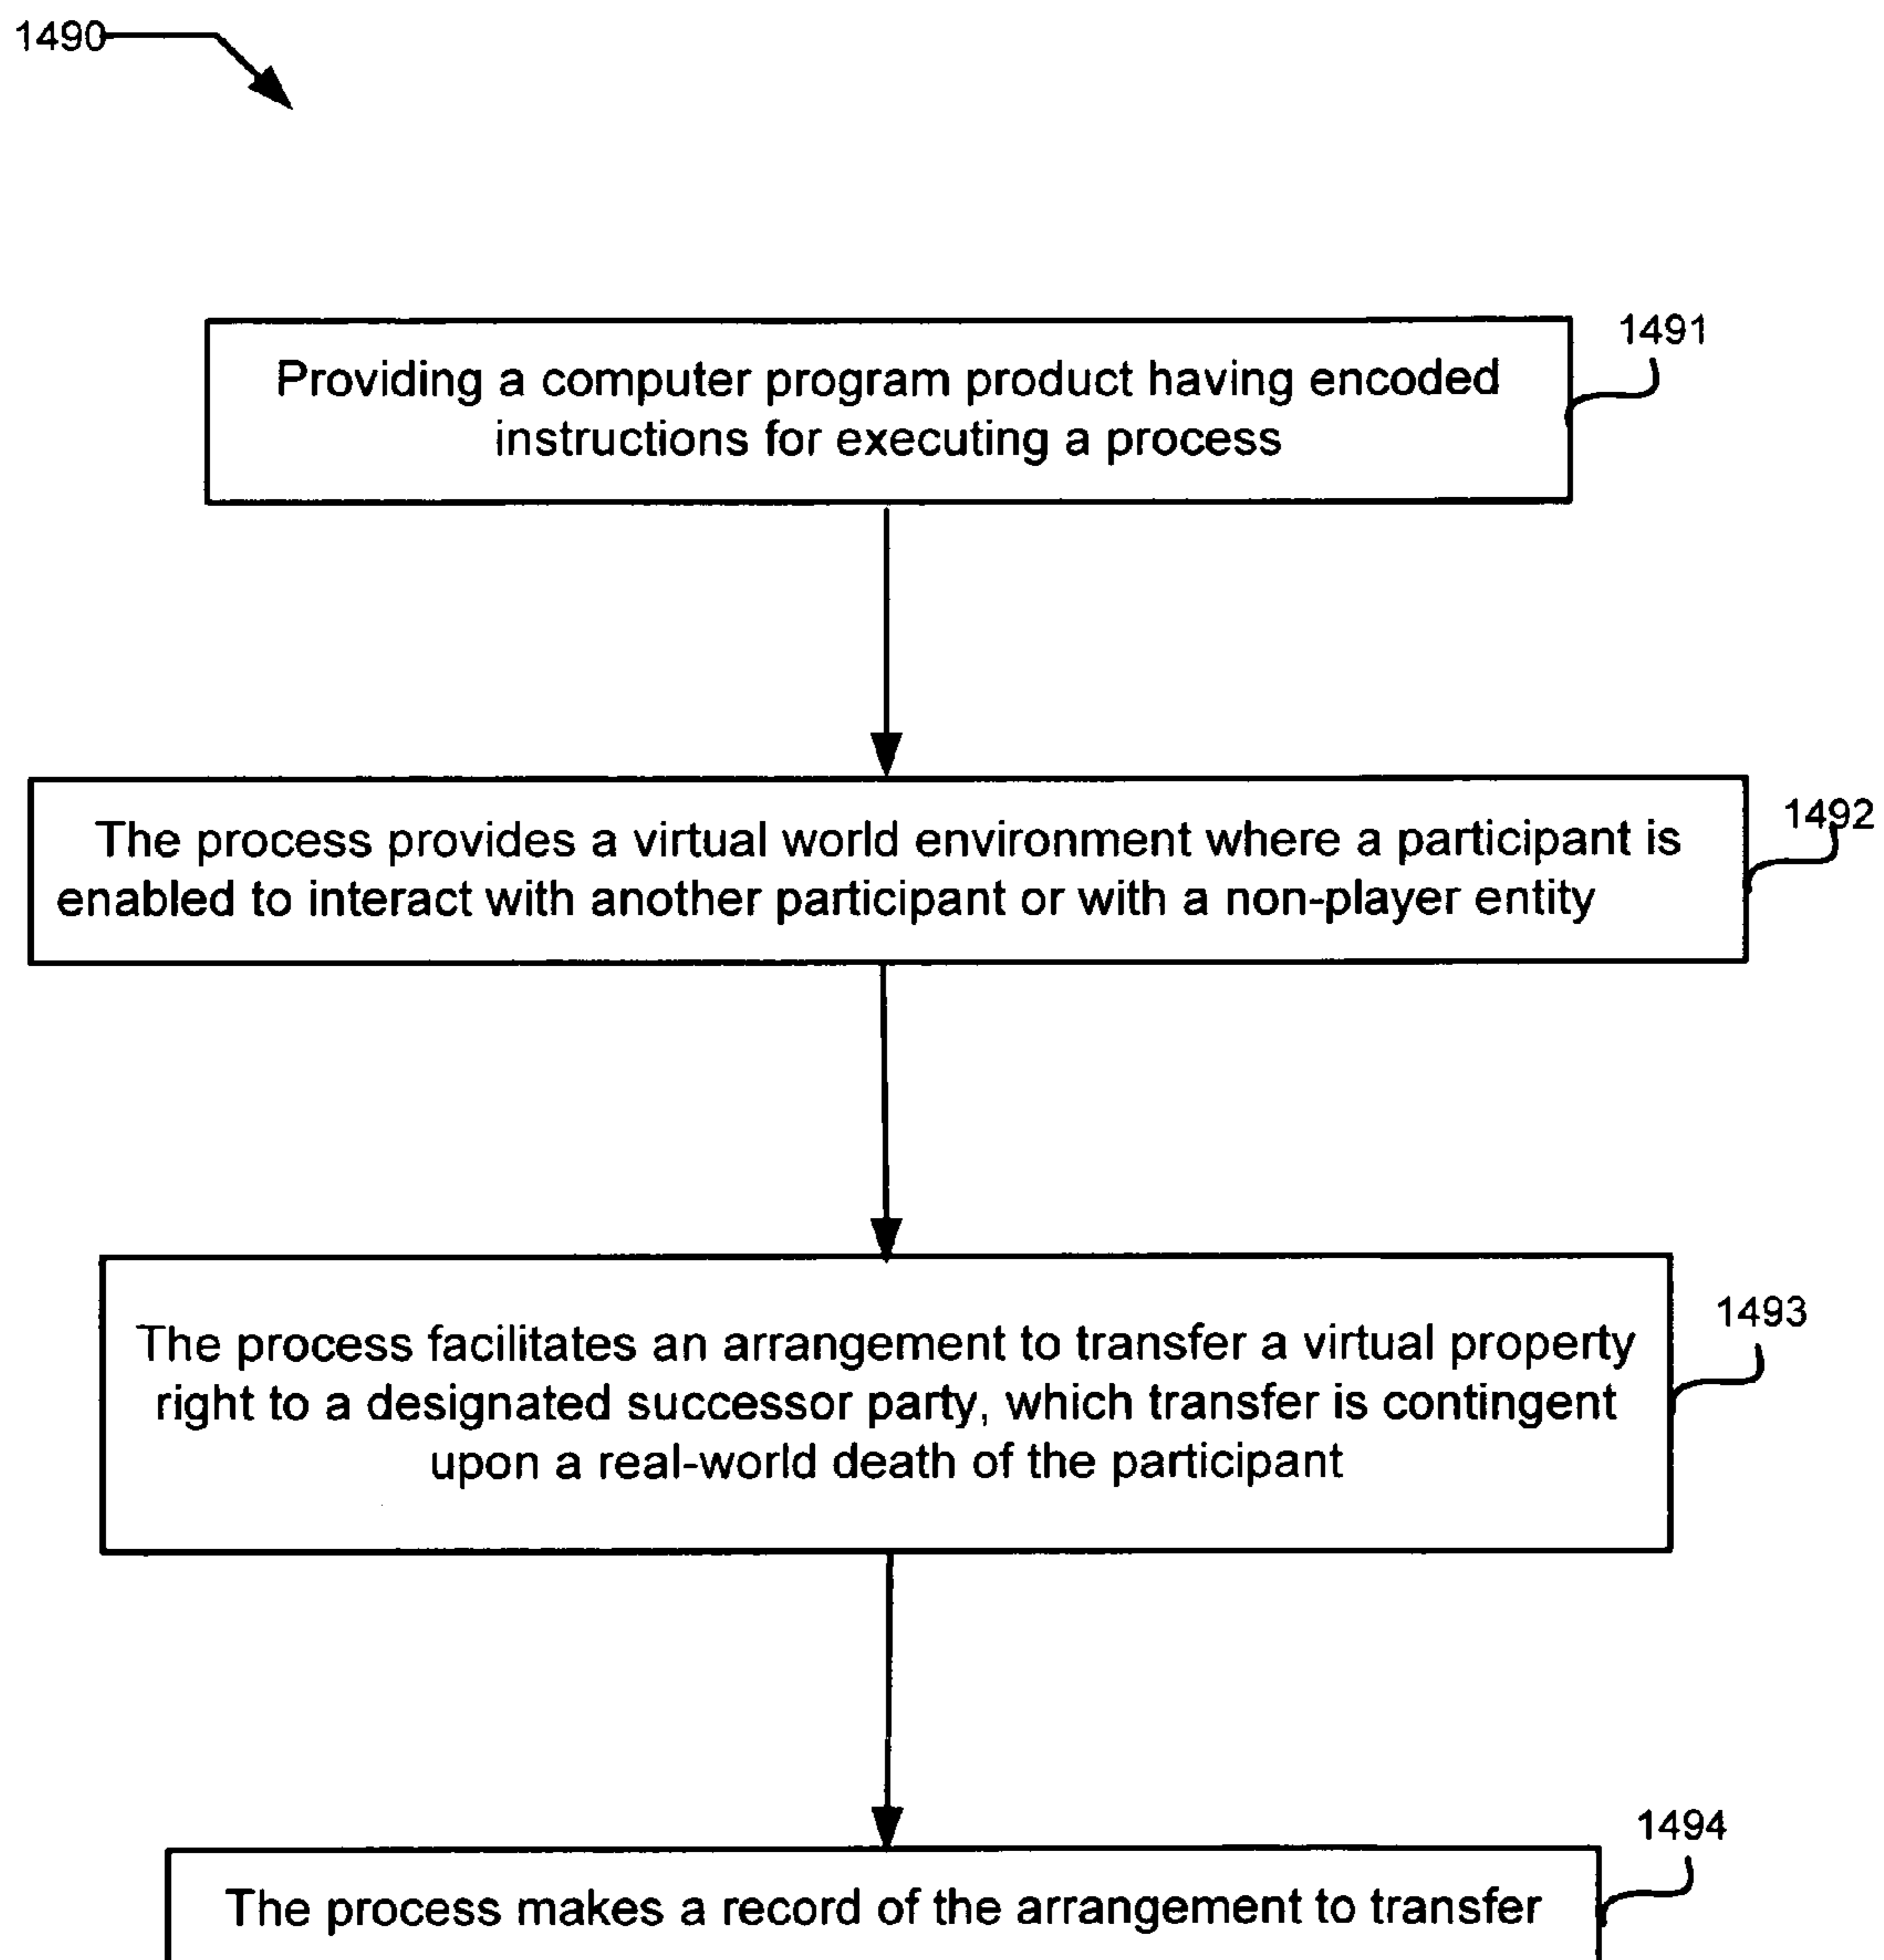 1490
1491
Providing a computer program product having encoded
instructions for executing a process
1492
The process provides a virtual world environment where a participant is
enabled to interact with another participant or with a non-player entity
1493
The process facilitates an arrangement to transfer a virtual property
right to a designated successor party, which transfer is contingent
upon a real-world death of the participant
1494
The process makes a record of the arrangement to transfer